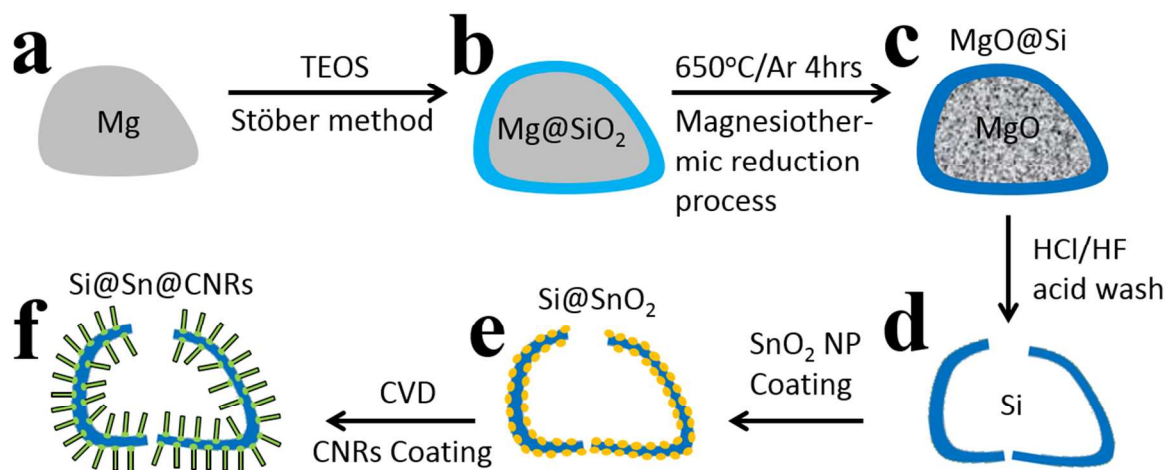 a
Mg
TEOS
Stöber method
b
Mg@SiO₂
650°C/Ar 4hrs
Magnesiother-
mic reduction
process
c
MgO@Si
MgO
HCl/HF
acid wash
d
Si
SnO₂ NP
Coating
e
Si@SnO₂
CVD
CNRs Coating
f
Si@Sn@CNRs